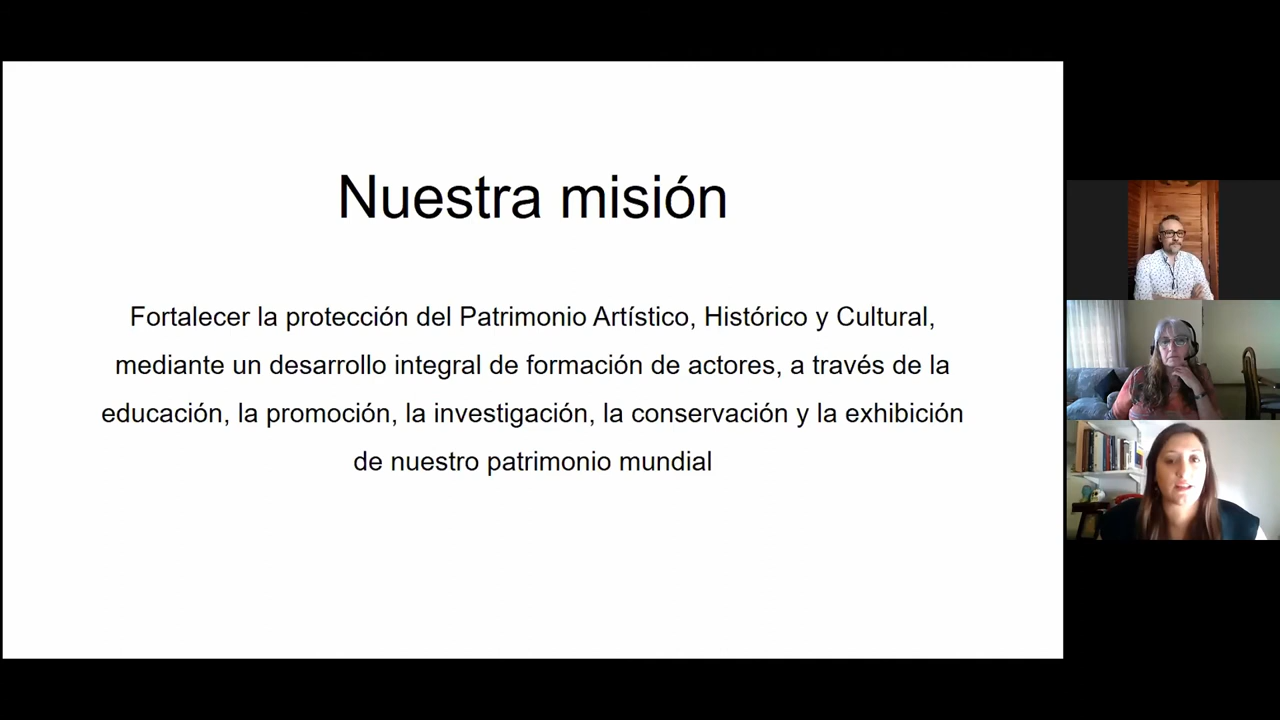 Nuestra misión
Fortalecer la protección del Patrimonio Artístico, Histórico y Cultural,
mediante un desarrollo integral de formación de actores, a través de la
educación, la promoción, la investigación, la conservación y la exhibición
de nuestro patrimonio mundial